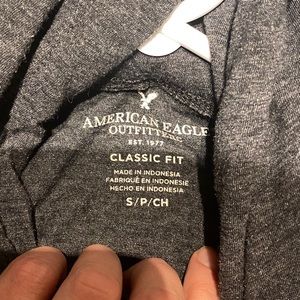 AMERICAN EAGLE
OUTFITTERS
EST. 1977
CLASSIC FIT
MADE IN INDONESIA
FABRIQUÉ EN INDONÉSIE
HECHO EN INDONESIA
S/P/CH